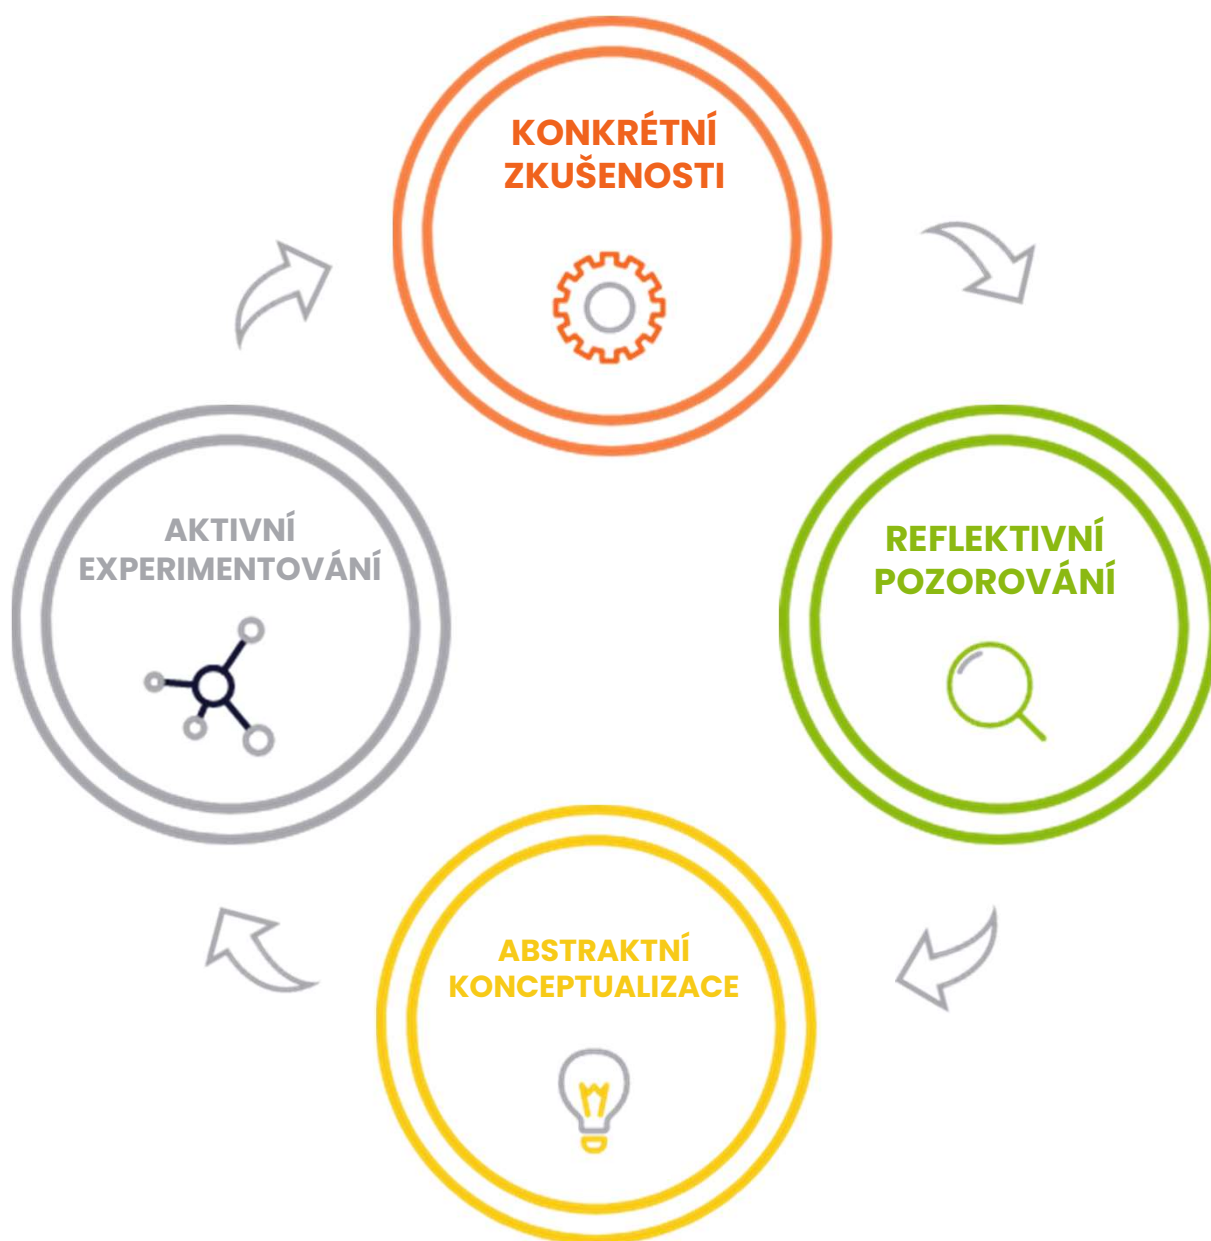 KONKRÉTNÍ
ZKUŠENOSTI
REFLEKTIVNÍ
POZOROVÁNÍ
ABSTRAKTNÍ
KONCEPTUALIZACE
AKTIVNÍ
EXPERIMENTOVÁNÍ